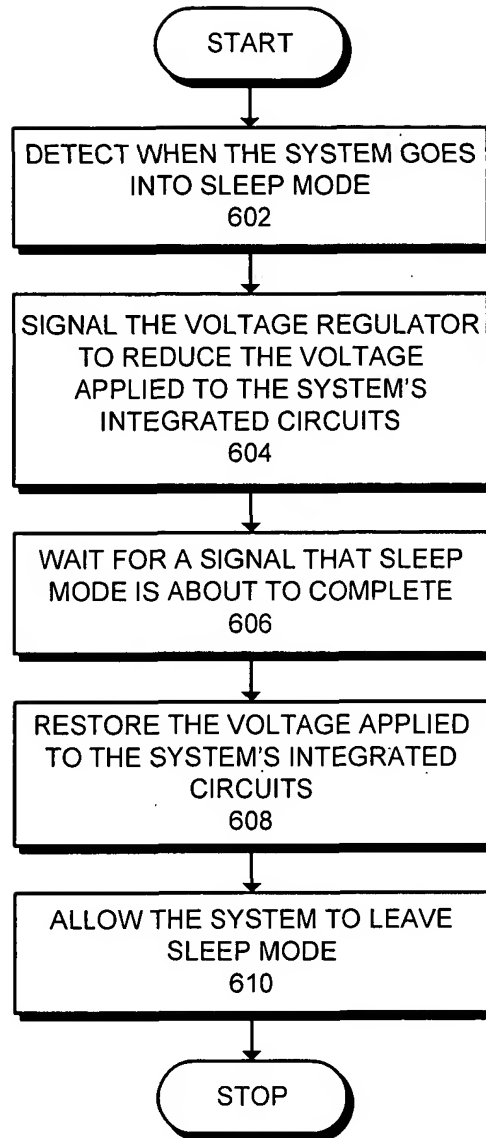 START
DETECT WHEN THE SYSTEM GOES
INTO SLEEP MODE
602
SIGNAL THE VOLTAGE REGULATOR
TO REDUCE THE VOLTAGE
APPLIED TO THE SYSTEM'S
INTEGRATED CIRCUITS
604
WAIT FOR A SIGNAL THAT SLEEP
MODE IS ABOUT TO COMPLETE
606
RESTORE THE VOLTAGE APPLIED
TO THE SYSTEM'S INTEGRATED
CIRCUITS
608
ALLOW THE SYSTEM TO LEAVE
SLEEP MODE
610
STOP